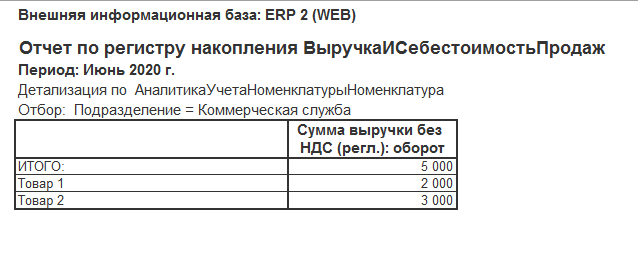 Внешняя информационная база: ERP 2 (WEB)
Отчет по регистру накопления ВыручкаИСебестоимостьПродаж
Период: Июнь 2020 г.
Детализация по АналитикаУчетаНоменклатурыНоменклатура
Отбор: Подразделение = Коммерческая служба
Сумма выручки без
НДС (регл.): оборот
ИТОГО: 5 000
Товар 1 2 000
Товар 2 3 000